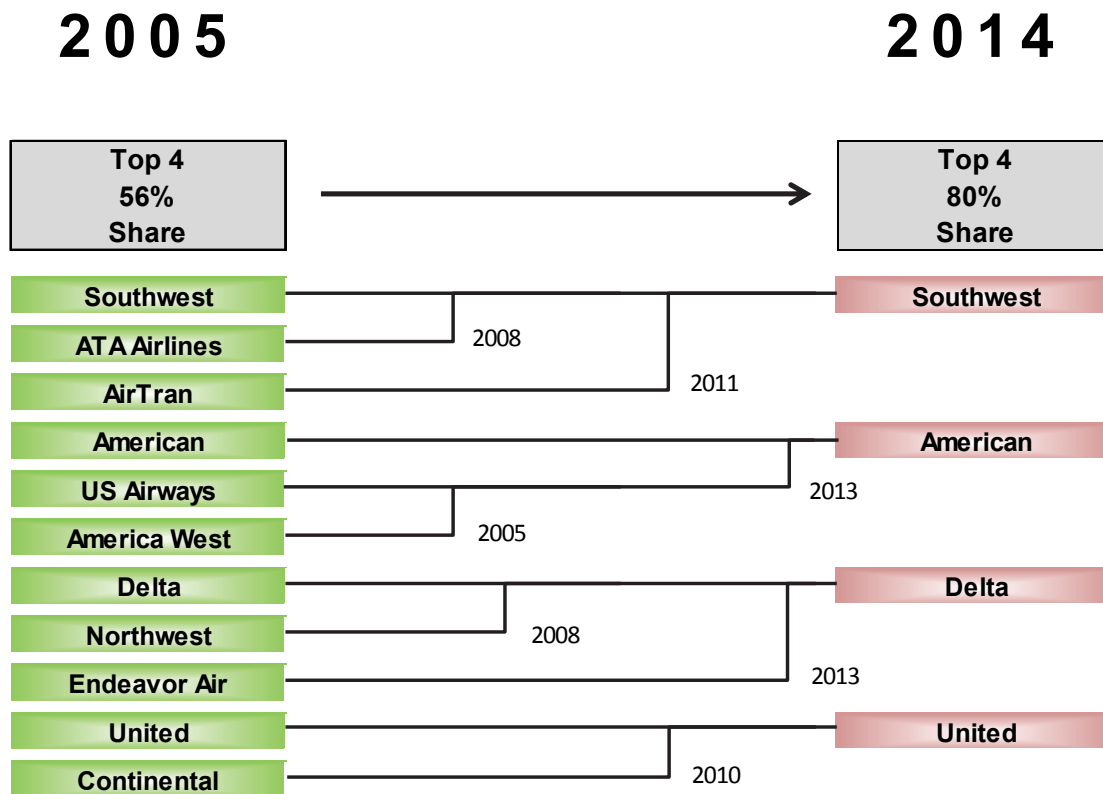 2005 2014
Top 4
56%
Share
Top 4
80%
Share
Southwest Southwest
ATA Airlines 2008
AirTran 2011
American American
US Airways 2013
America West 2005
Delta Delta
Northwest 2008
Endeavor Air 2013
United United
Continental 2010